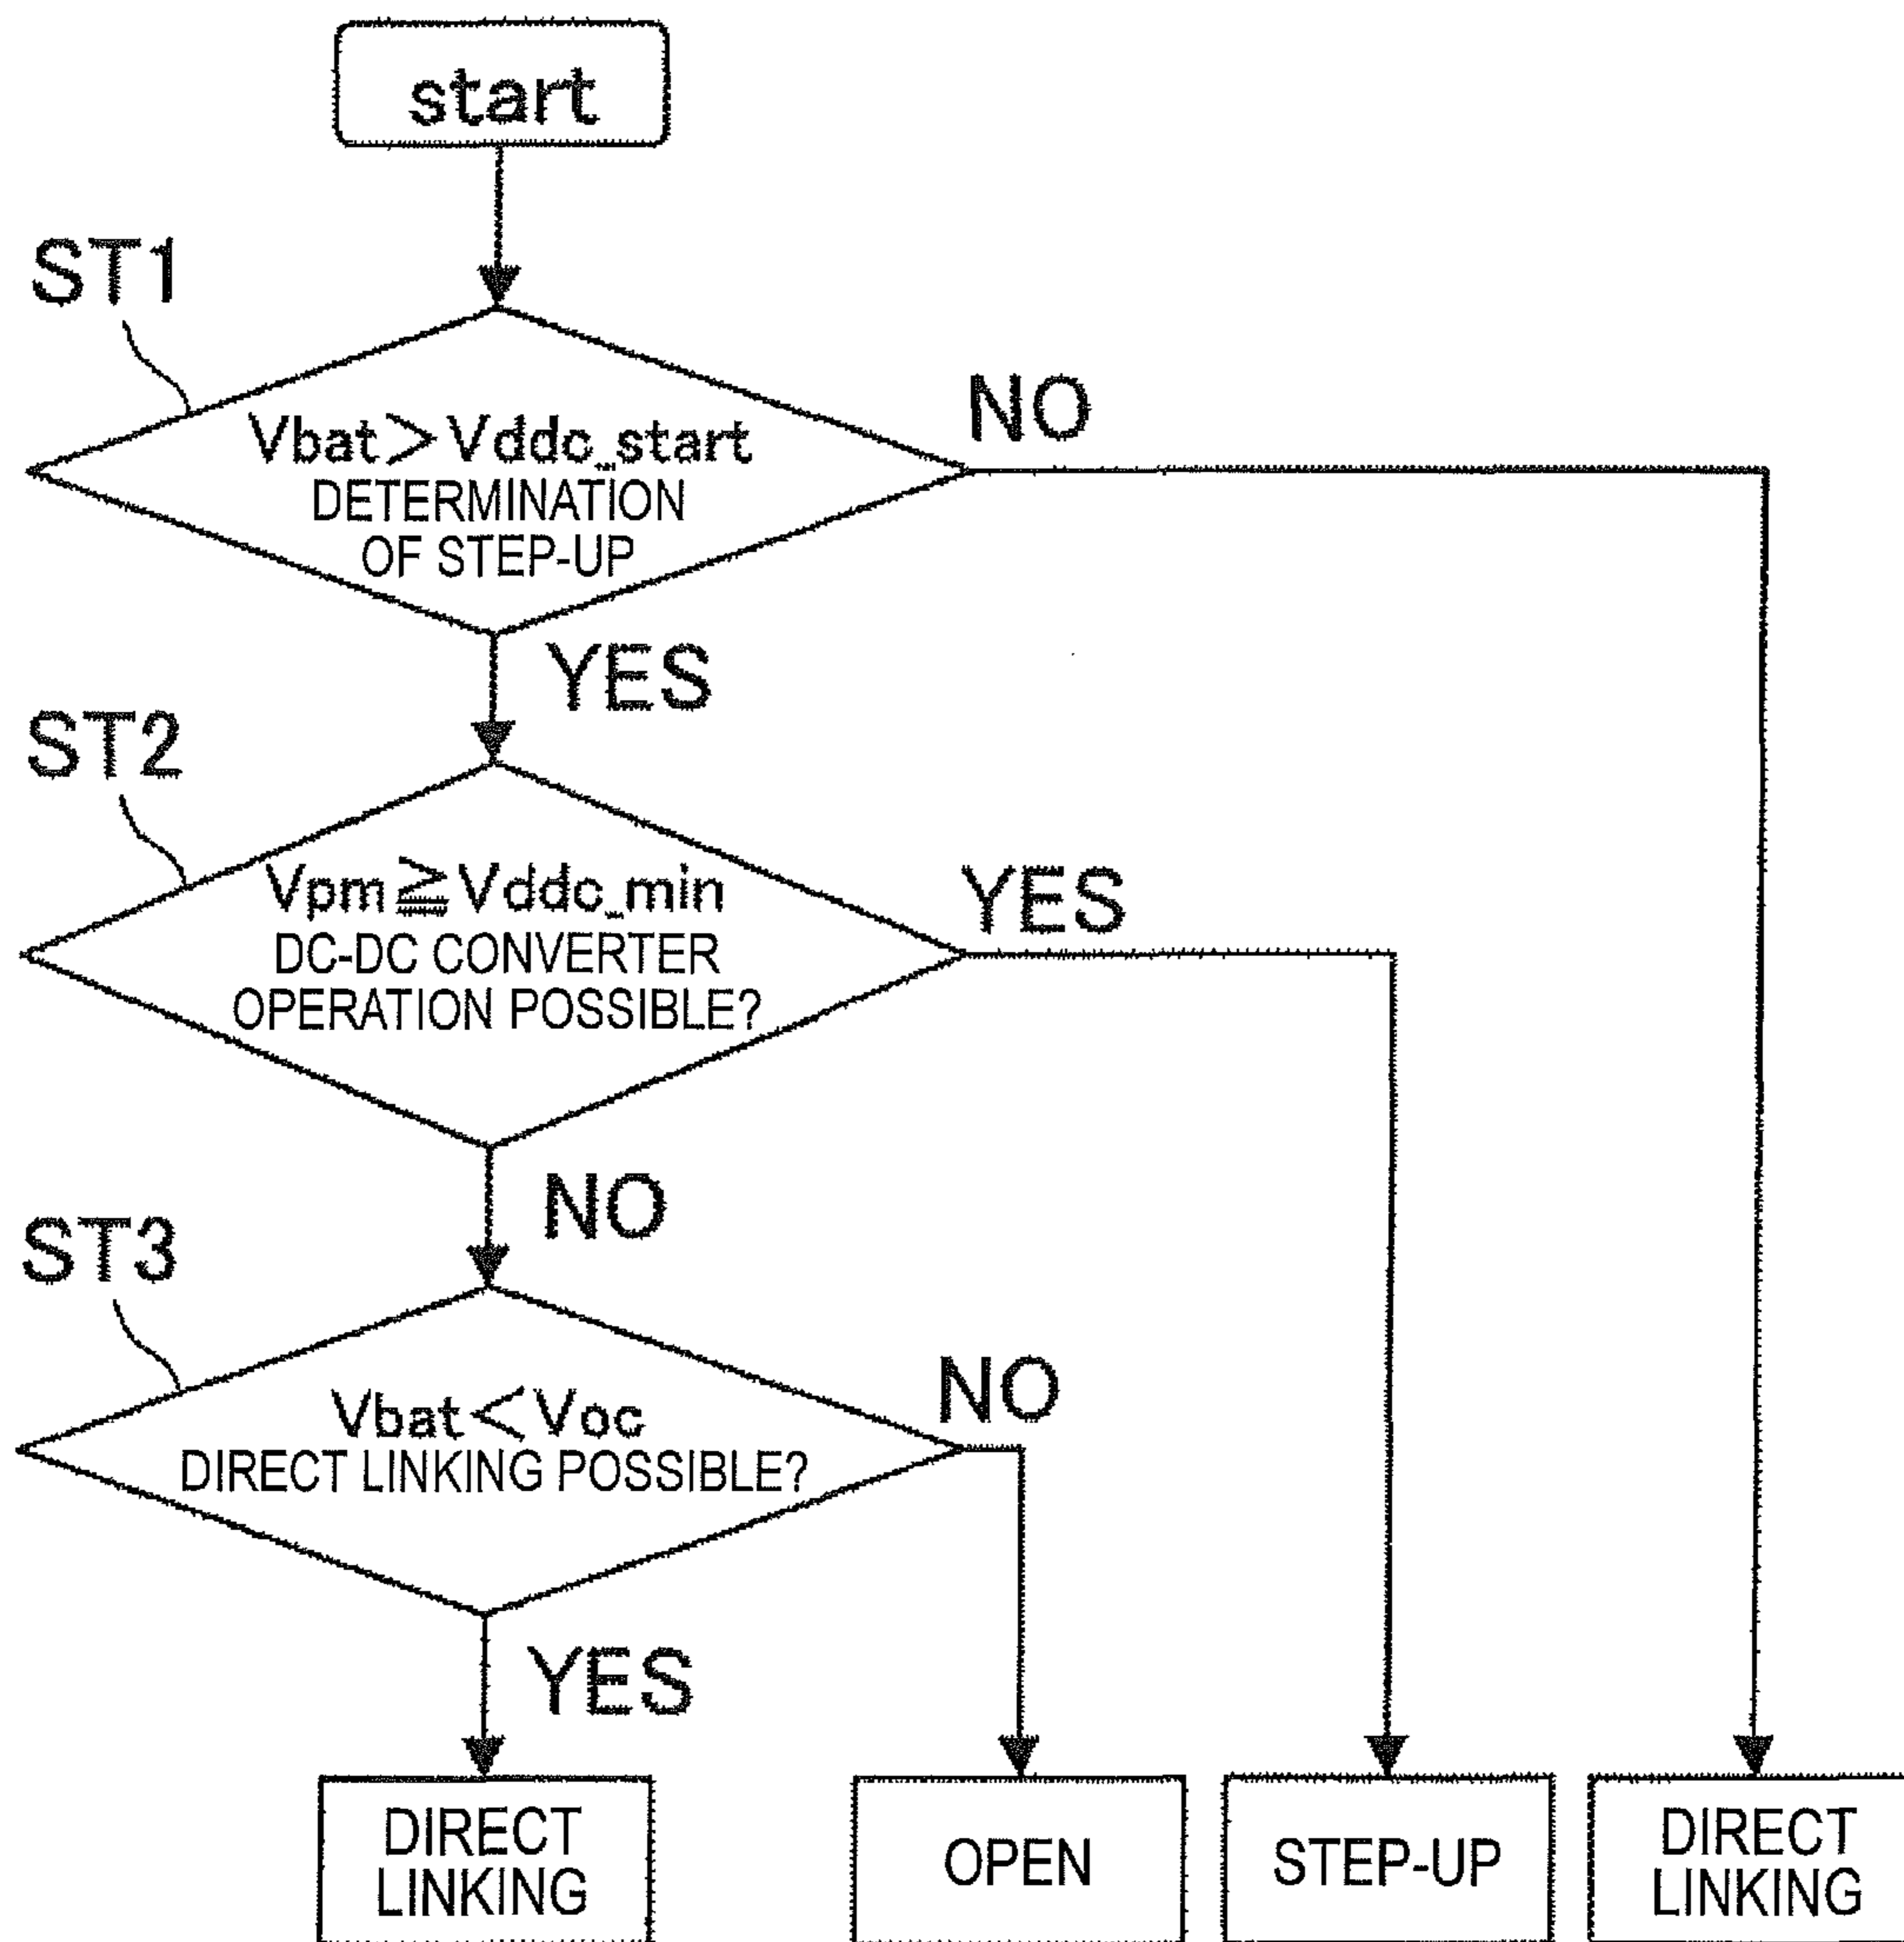 start
ST1
Vbat>Vddc_start
DETERMINATION
OF STEP-UP
NO
YES
ST2
Vpm≧Vddc_min
DC-DC CONVERTER
OPERATION POSSIBLE?
YES
NO
ST3
Vbat<Voc
DIRECT LINKING POSSIBLE?
NO
YES
DIRECT
LINKING
OPEN
STEP-UP
DIRECT
LINKING